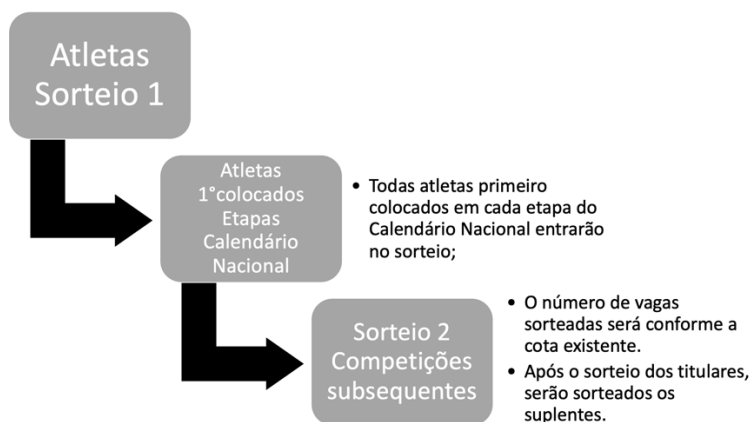 Atletas
Sorteio 1
Atletas
1°colocados
Etapas
Calendário
Nacional
• Todas atletas primeiro
colocados em cada etapa do
Calendário Nacional entrarão
no sorteio;
Sorteio 2
Competições
subsequentes
• O número de vagas
sorteadas será conforme a
cota existente.
• Após o sorteio dos titulares,
serão sorteados os
suplentes.